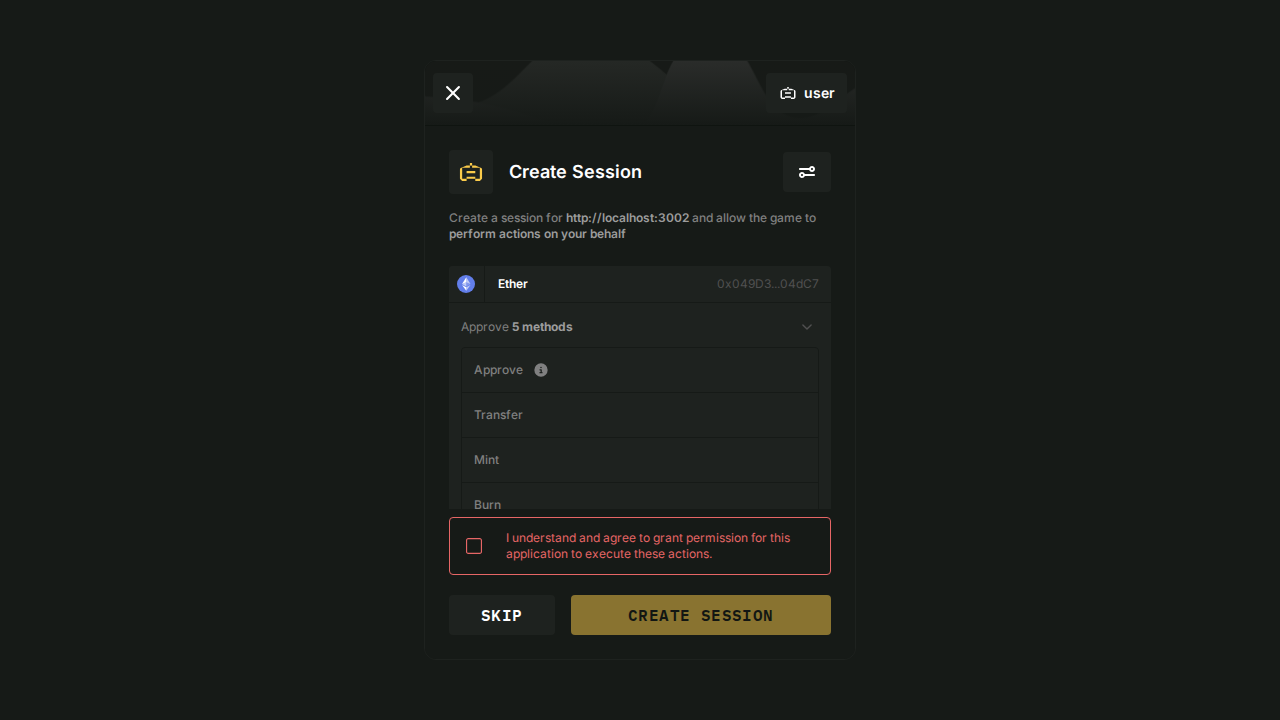 user
Create Session
Create a session for http://localhost:3002 and allow the game to
perform actions on your behalf
Ether 0x049D3...04dC7
Approve 5 methods
Approve
Transfer
Mint
Burn
I understand and agree to grant permission for this
application to execute these actions.
SKIP CREATE SESSION